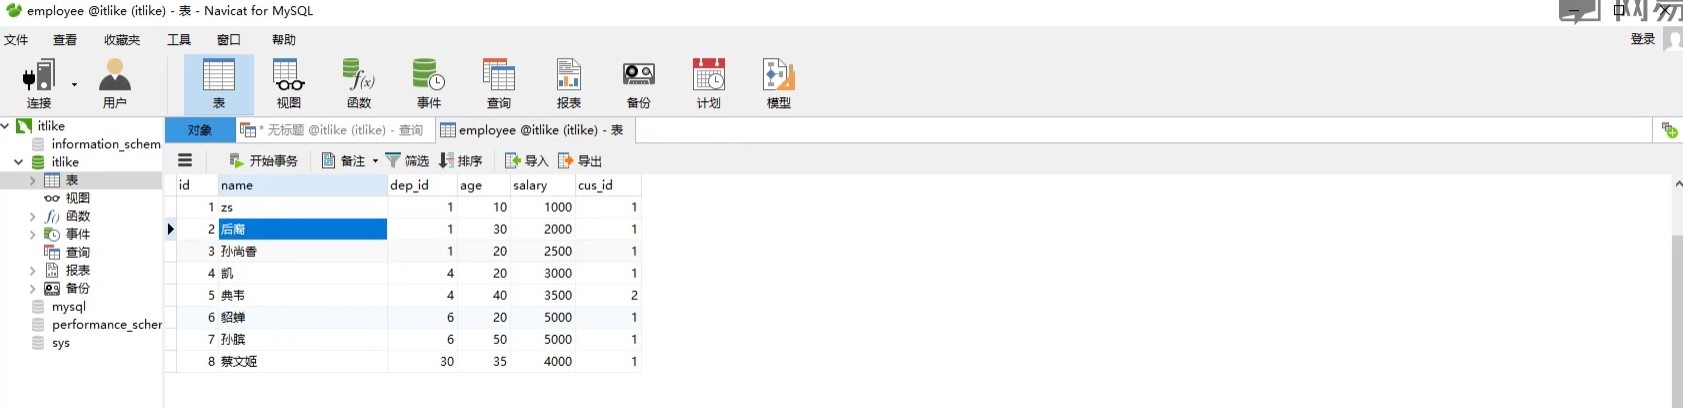 employee @itlike (itlike) - 表 - Navicat for MySQL
文件 查看 收藏夹 工具 窗口 帮助 登录
连接 用户 表 视图 函数 事件 查询 报表 备份 计划 模型
对象 * 无标题 @itlike (itlike) - 查询 employee @itlike (itlike) - 表
开始事务 备注 筛选 排序 导入 导出
itlike
information_schem
itlike
表
视图
函数
事件
查询
报表
备份
mysql
performance_scher
sys
id name dep_id age salary cus_id
1 zs 1 10 1000 1
2 后裔 1 30 2000 1
3 孙尚香 1 20 2500 1
4 凯 4 20 3000 1
5 典韦 4 40 3500 2
6 貂蝉 6 20 5000 1
7 孙膑 6 50 5000 1
8 蔡文姬 30 35 4000 1